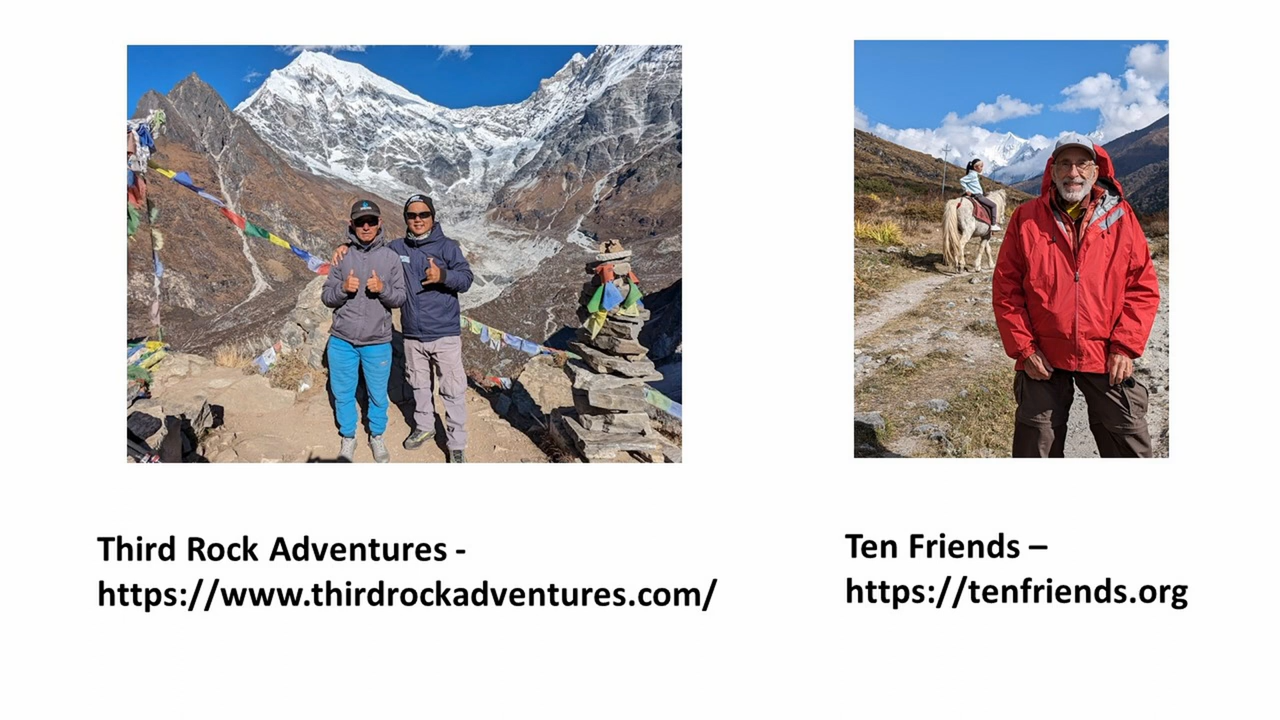 Third Rock Adventures -
https://www.thirdrockadventures.com/
Ten Friends –
https://tenfriends.org